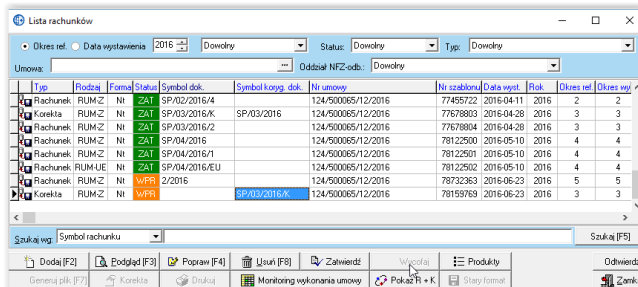 Lista rachunków
Okres ref. Data wystawienia 2016 Dowolny Status: Dowolny Typ: Dowolny
Umowa: ... Oddział NFZ-odb.: Dowolny
Typ Rodzaj Forma Status Symbol dok. Symbol koryg. dok. Nr umowy Nr szablonu Data wyst. Rok Okres ref. Okres wy
Rachunek RUM-Z Nt ZAT SP/02/2016/4 124/500065/12/2016 77455722 2016-04-11 2016 2 2
Korekta RUM-Z Nt ZAT SP/03/2016/K SP/03/2016 124/500065/12/2016 77678803 2016-04-28 2016 3 3
Rachunek RUM-Z Nt ZAT SP/03/2016/2 124/500065/12/2016 77678804 2016-04-28 2016 3 3
Rachunek RUM-Z Nt ZAT SP/04/2016 124/500065/12/2016 78122500 2016-05-10 2016 4 4
Rachunek RUM-Z Nt ZAT SP/04/2016/1 124/500065/12/2016 78122501 2016-05-10 2016 4 4
Rachunek RUM-UE Nt ZAT SP/04/2016/EU 124/500065/12/2016 78122502 2016-05-10 2016 4 4
Rachunek RUM-Z Nt WPR 2/2016 124/500065/12/2016 78732363 2016-06-23 2016 5 5
Korekta RUM-Z Nt WPR SP/03/2016/K 124/500065/12/2016 78159769 2016-06-23 2016 3 3
Szukaj wg: Symbol rachunku Szukaj [F5]
Dodaj [F2] Podgląd [F3] Popraw [F4] Usuń [F8] Zatwierdź Wycofaj Produkty Odtwierdź
Generuj plik [F7] Korekta Drukuj Monitoring wykonania umowy Pokaż R + K Stary format Zamk